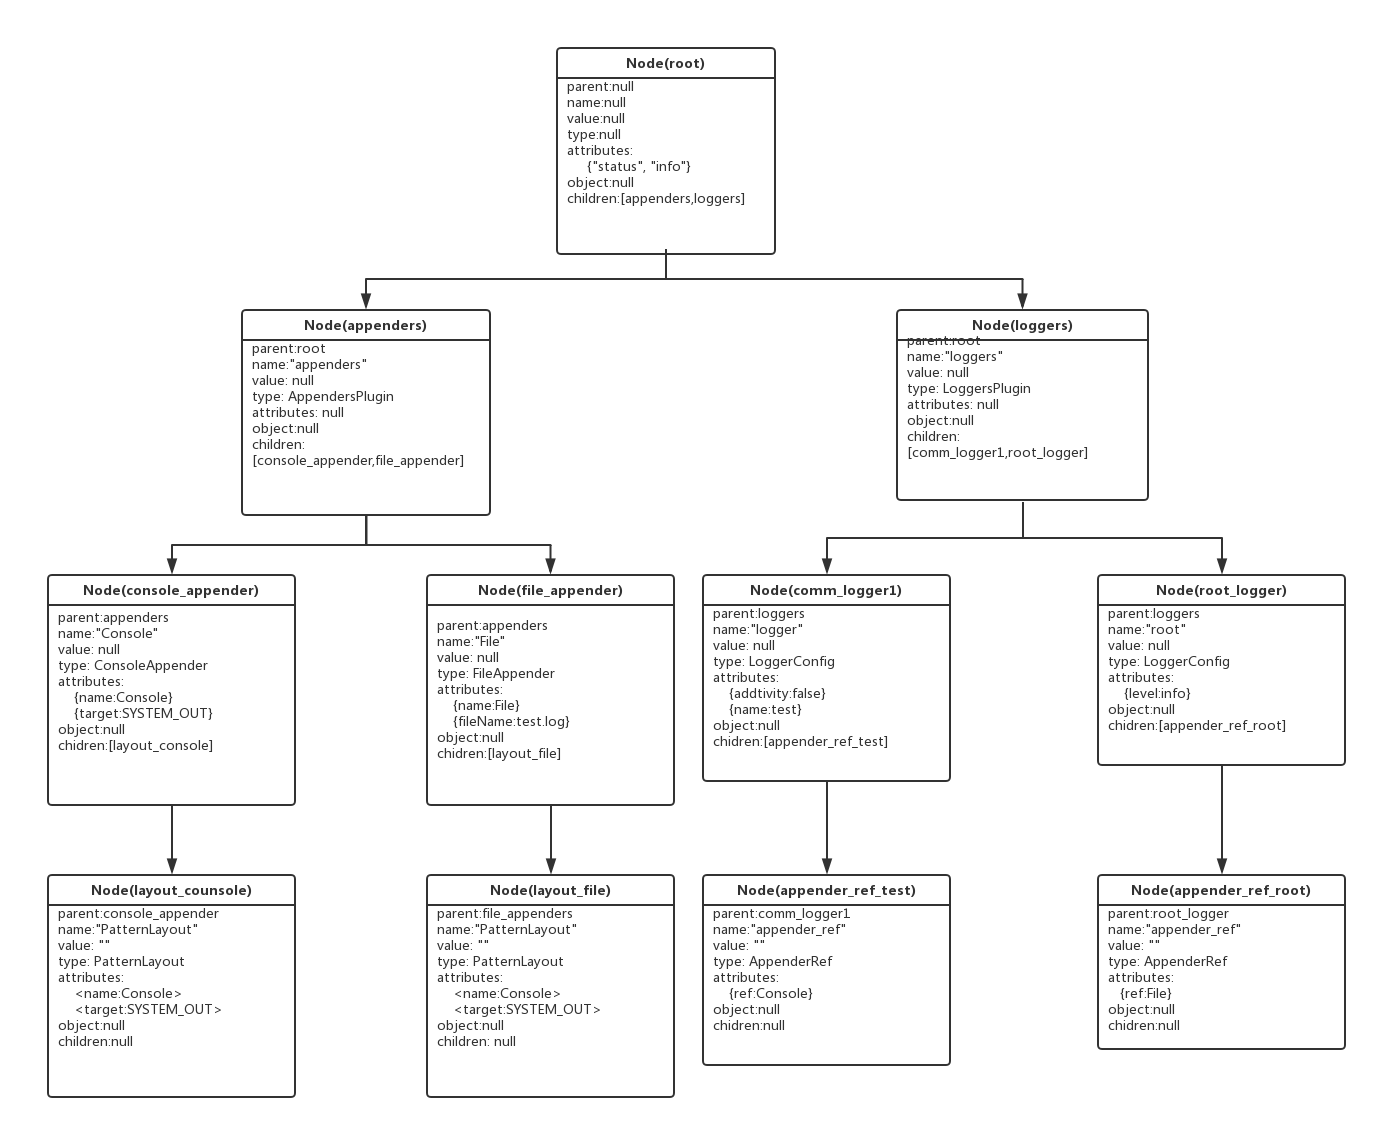 Node(root)
parent:null
name:null
value:null
type:null
attributes:
{"status", "info"}
object:null
children:[appenders,loggers]
Node(appenders)
parent:root
name:"appenders"
value: null
type: AppendersPlugin
attributes: null
object:null
children:
[console_appender,file_appender]
Node(loggers)
parent:root
name:"loggers"
value: null
type: LoggersPlugin
attributes: null
object:null
children:
[comm_logger1,root_logger]
Node(console_appender)
parent:appenders
name:"Console"
value: null
type: ConsoleAppender
attributes:
{name:Console}
{target:SYSTEM_OUT}
object:null
chidren:[layout_console]
Node(file_appender)
parent:appenders
name:"File"
value: null
type: FileAppender
attributes:
{name:File}
{fileName:test.log}
object:null
chidren:[layout_file]
Node(comm_logger1)
parent:loggers
name:"logger"
value: null
type: LoggerConfig
attributes:
{addtivity:false}
{name:test}
object:null
chidren:[appender_ref_test]
Node(root_logger)
parent:loggers
name:"root"
value: null
type: LoggerConfig
attributes:
{level:info}
object:null
chidren:[appender_ref_root]
Node(layout_counsole)
parent:console_appender
name:"PatternLayout"
value: ""
type: PatternLayout
attributes:
<name:Console>
<target:SYSTEM_OUT>
object:null
children:null
Node(layout_file)
parent:file_appenders
name:"PatternLayout"
value: ""
type: PatternLayout
attributes:
<name:Console>
<target:SYSTEM_OUT>
object:null
children: null
Node(appender_ref_test)
parent:comm_logger1
name:"appender_ref"
value: ""
type: AppenderRef
attributes:
{ref:Console}
object:null
chidren:null
Node(appender_ref_root)
parent:root_logger
name:"appender_ref"
value: ""
type: AppenderRef
attributes:
{ref:File}
object:null
chidren:null